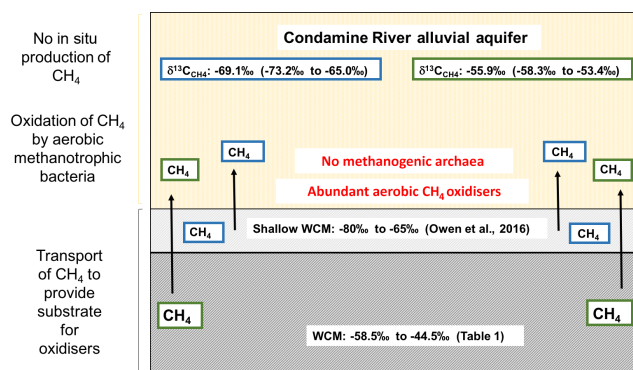 No in situ
production of
CH₄
Oxidation of CH₄
by aerobic
methanotrophic
bacteria
Transport
of CH₄ to
provide
substrate
for
oxidisers
Condamine River alluvial aquifer
δ¹³C_CH4: -69.1‰ (-73.2‰ to -65.0‰)
δ¹³C_CH4: -55.9‰ (-58.3‰ to -53.4‰)
CH₄
CH₄
No methanogenic archaea
CH₄
CH₄
Abundant aerobic CH₄ oxidisers
CH₄
Shallow WCM: -80‰ to -65‰ (Owen et al., 2016)
CH₄
CH₄
CH₄
WCM: -58.5‰ to -44.5‰ (Table 1)